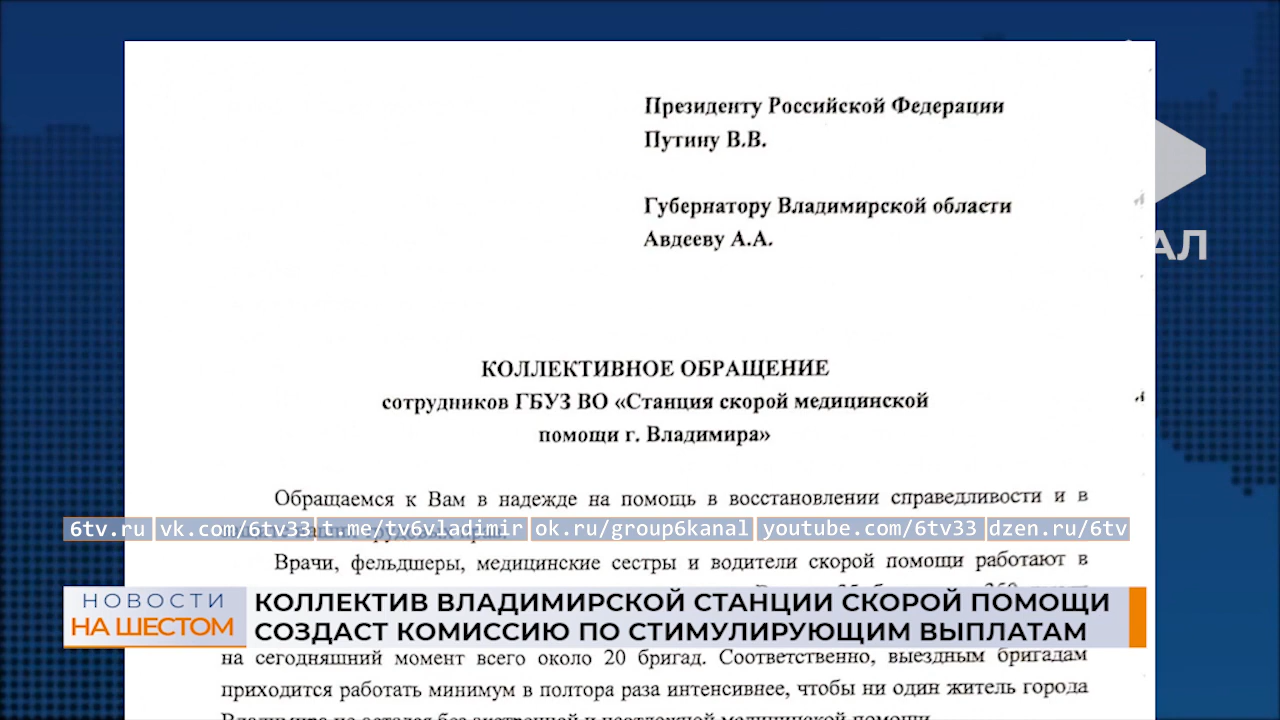 Президенту Российской Федерации
Путину В.В.
Губернатору Владимирской области
Авдееву А.А.
АЛ
КОЛЛЕКТИВНОЕ ОБРАЩЕНИЕ
сотрудников ГБУЗ ВО «Станция скорой медицинской
помощи г. Владимира»
Обращаемся к Вам в надежде на помощь в восстановлении справедливости и в
6tv.ru vk.com/6tv33 t.me/tv6vladimir ok.ru/group6kanal youtube.com/6tv33 dzen.ru/6tv
Врачи, фельдшеры, медицинские сестры и водители скорой помощи работают в
НОВОСТИ
НА ШЕСТОМ
КОЛЛЕКТИВ ВЛАДИМИРСКОЙ СТАНЦИИ СКОРОЙ ПОМОЩИ
СОЗДАСТ КОМИССИЮ ПО СТИМУЛИРУЮЩИМ ВЫПЛАТАМ
на сегодняшний момент всего около 20 бригад. Соответственно, выездным бригадам
приходится работать минимум в полтора раза интенсивнее, чтобы ни один житель города